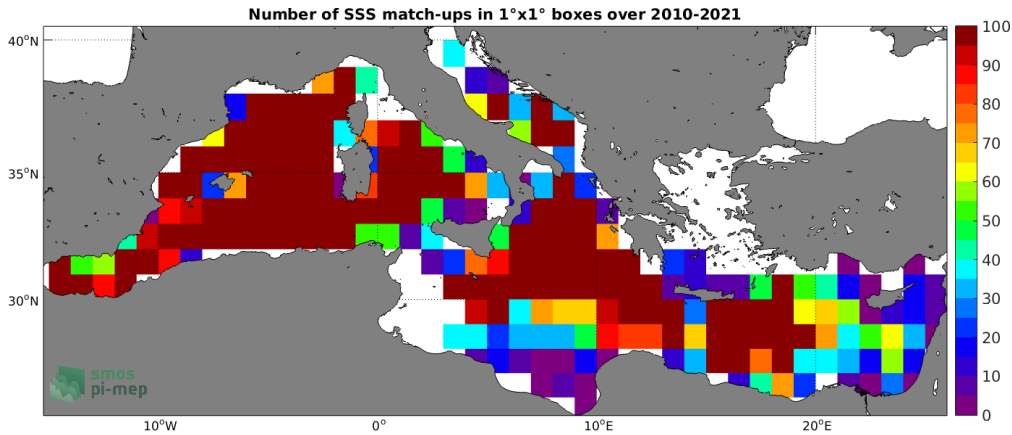 Number of SSS match-ups in 1°x1° boxes over 2010-2021
40°N
35°N
30°N
10°W
0°
10°E
20°E
100
90
80
70
60
50
40
30
20
10
0
smos
pi-mep